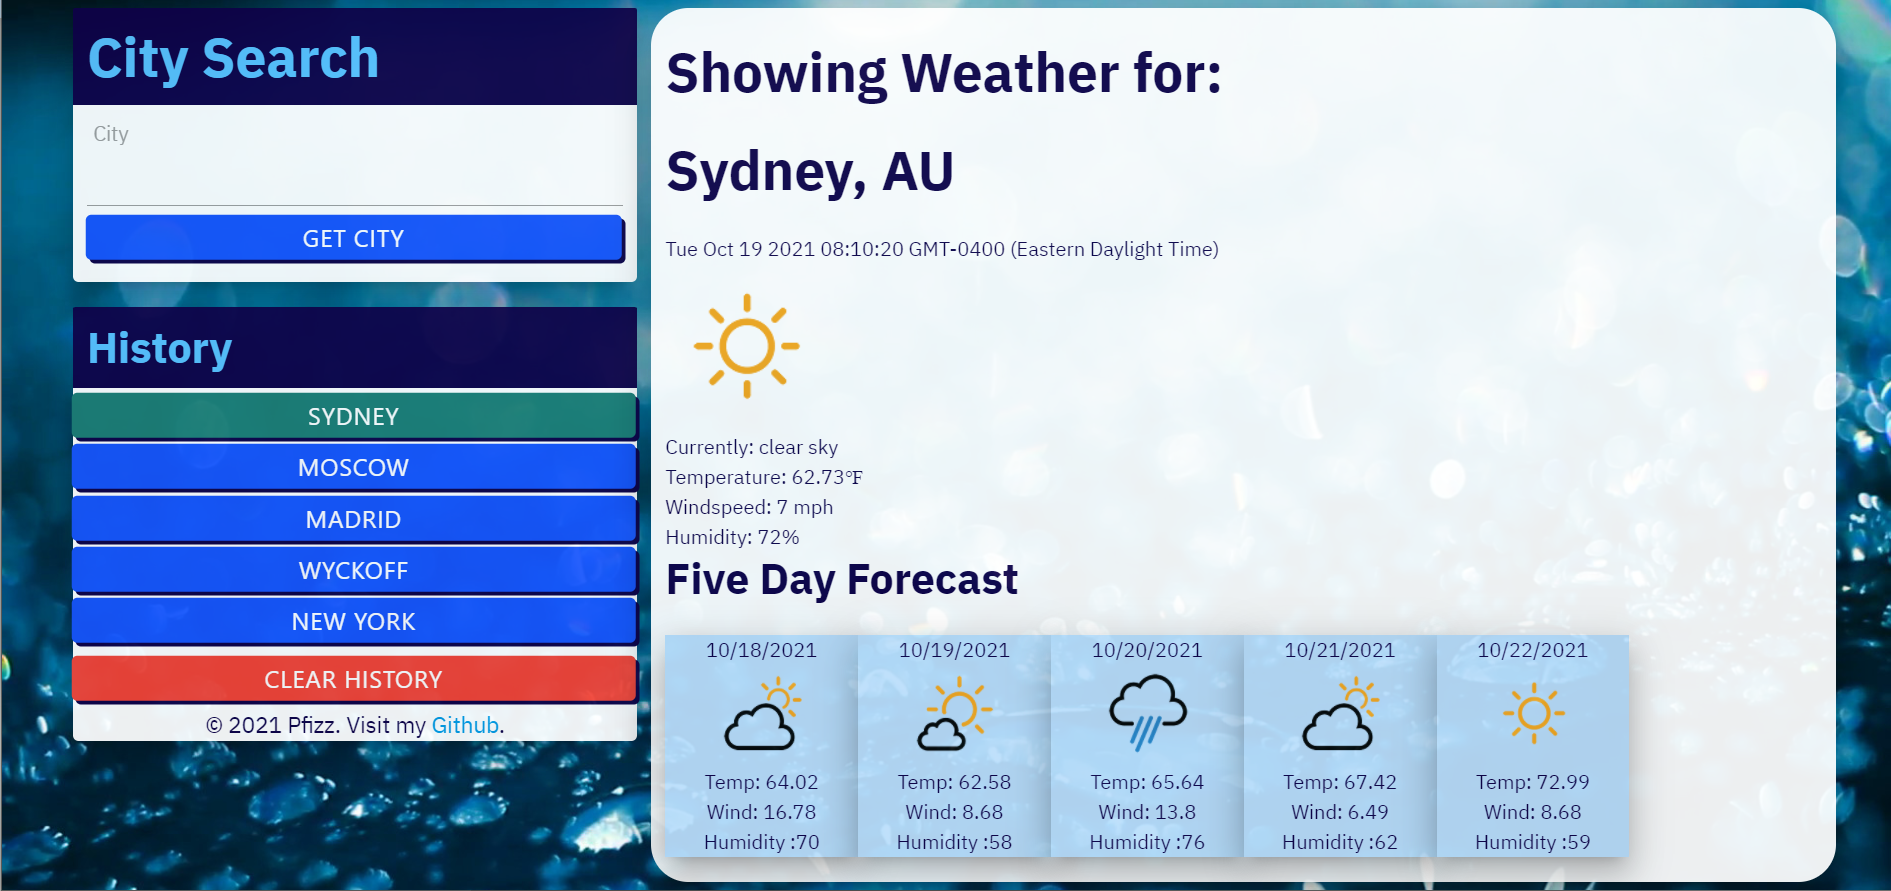 City Search
City
GET CITY
History
SYDNEY
MOSCOW
MADRID
WYCKOFF
NEW YORK
CLEAR HISTORY
© 2021 Pfizz. Visit my Github.
Showing Weather for:
Sydney, AU
Tue Oct 19 2021 08:10:20 GMT-0400 (Eastern Daylight Time)
Currently: clear sky
Temperature: 62.73°F
Windspeed: 7 mph
Humidity: 72%
Five Day Forecast
10/18/2021
Temp: 64.02
Wind: 16.78
Humidity :70
10/19/2021
Temp: 62.58
Wind: 8.68
Humidity :58
10/20/2021
Temp: 65.64
Wind: 13.8
Humidity :76
10/21/2021
Temp: 67.42
Wind: 6.49
Humidity :62
10/22/2021
Temp: 72.99
Wind: 8.68
Humidity :59